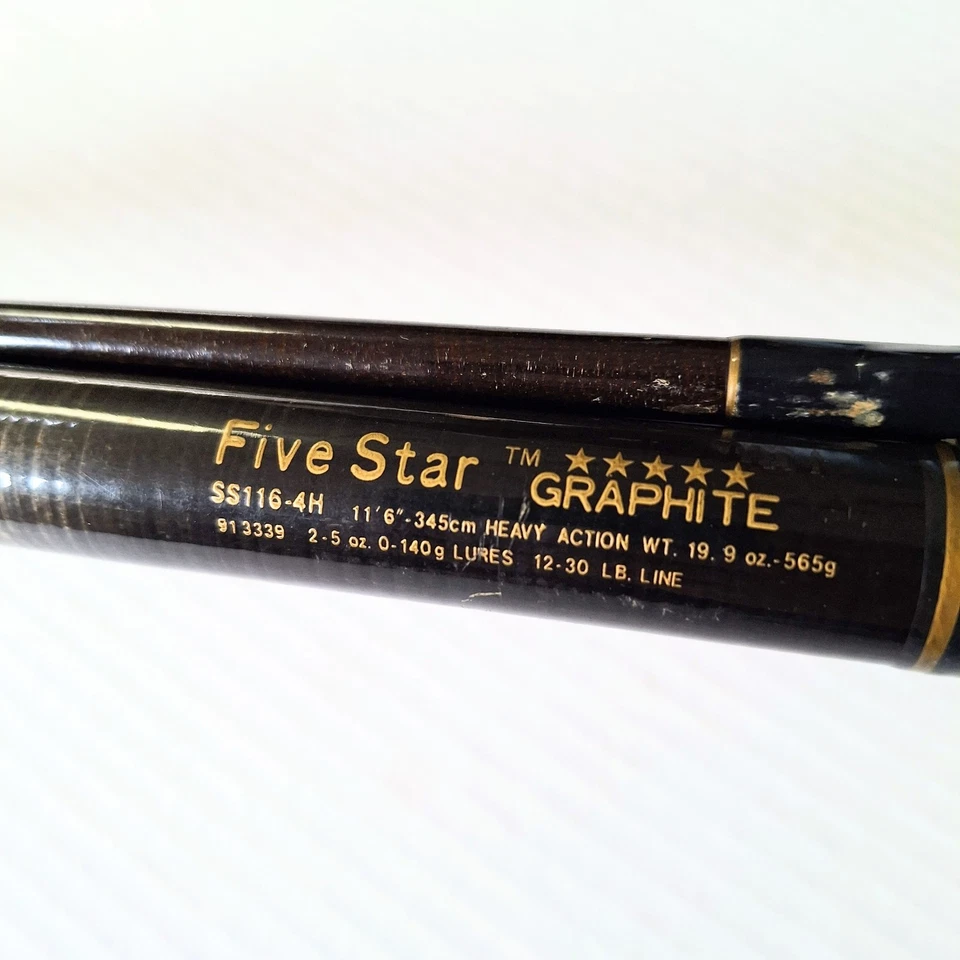 Five Star ™ ★★★★★
GRAPHITE
SS116-4H 11'6"-345cm HEAVY ACTION WT. 19.9 oz.-565g
913339 2-5 oz. 0-140g LURES 12-30 LB. LINE